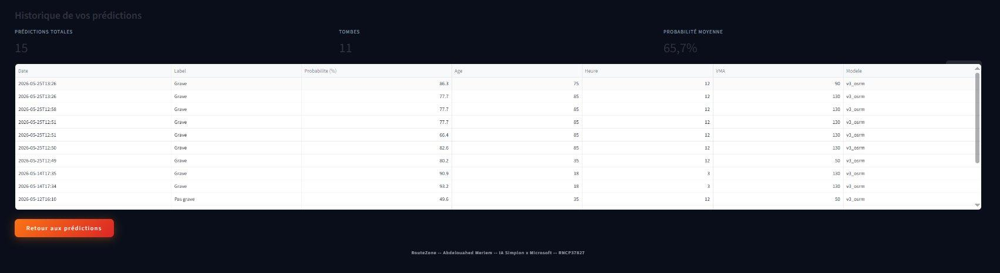 Historique de vos prédictions
PRÉDICTIONS TOTALES TOMBES PROBABILITÉ MOYENNE
15 11 65,7%
Date Label Probabilite (%) Age Heure VMA Modele
2026-05-25T13:26 Grave 86.3 75 12 90 v3_osrm
2026-05-25T13:26 Grave 77.7 85 12 130 v3_osrm
2026-05-25T12:58 Grave 77.7 85 12 130 v3_osrm
2026-05-25T12:51 Grave 77.7 85 12 130 v3_osrm
2026-05-25T12:51 Grave 66.4 85 12 130 v3_osrm
2026-05-25T12:50 Grave 82.6 85 12 130 v3_osrm
2026-05-25T12:49 Grave 80.2 35 12 50 v3_osrm
2026-05-14T17:35 Grave 90.9 18 3 130 v3_osrm
2026-05-14T17:34 Grave 93.2 18 3 130 v3_osrm
2026-05-12T16:10 Pas grave 49.6 35 12 50 v3_osrm
Retour aux prédictions
RouteZone -- Abdelouahed Merlem -- IA Simplon x Microsoft -- RNCP37827